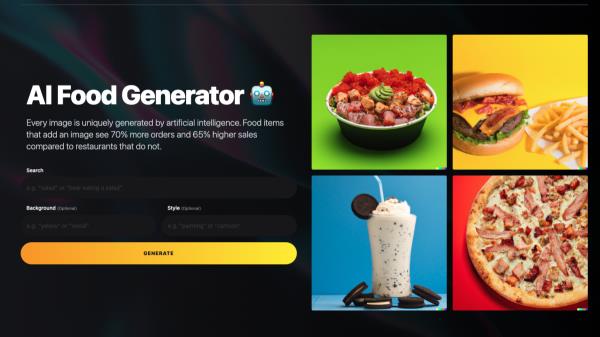 AI Food Generator 🤖
Every image is uniquely generated by artificial intelligence. Food items
that add an image see 70% more orders and 65% higher sales
compared to restaurants that do not.
Search
e.g. "salad" or "bear eating a salad"
Background (Optional)
Style (Optional)
e.g. "yellow" or "wood"
e.g. "painting" or "cartoon"
GENERATE